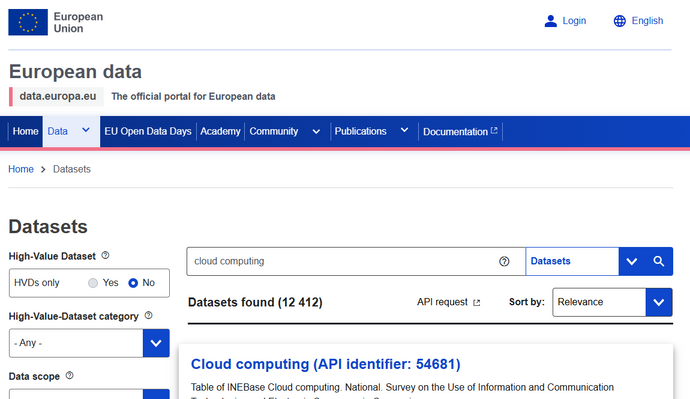 European
Union
Login
English
European data
data.europa.eu
The official portal for European data
Home
Data
EU Open Data Days
Academy
Community
Publications
Documentation
Home
Datasets
Datasets
High-Value Dataset
HVDs only
Yes
No
cloud computing
Datasets
Datasets found (12 412)
API request
Sort by:
Relevance
High-Value-Dataset category
- Any -
Data scope
Cloud computing (API identifier: 54681)
Table of INEBase Cloud computing. National. Survey on the Use of Information and Communication